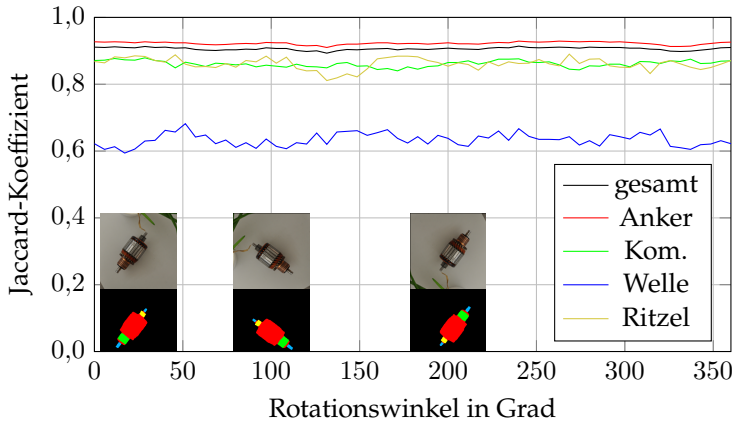 1,0
0,8
0,6
0,4
0,2
0,0
Jaccard-Koeffizient
gesamt
Anker
Kom.
Welle
Ritzel
0
50
100
150
200
250
300
350
Rotationswinkel in Grad